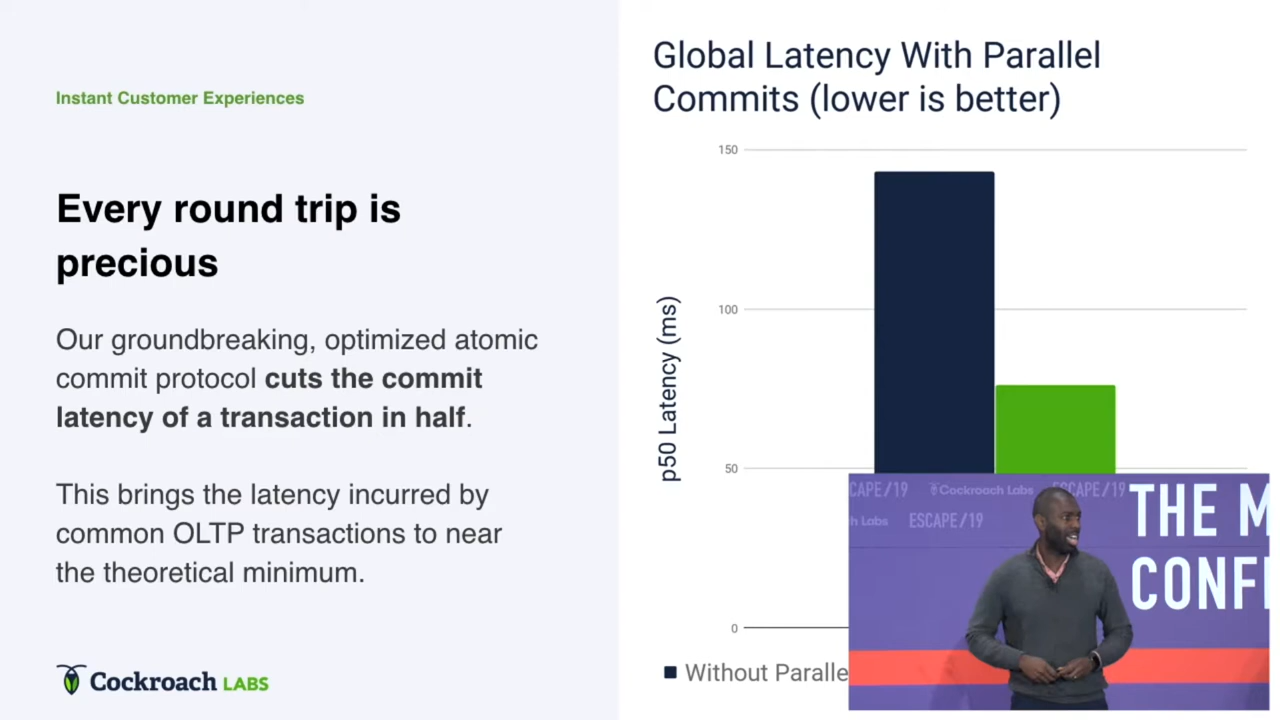 Instant Customer Experiences
Every round trip is
precious
Our groundbreaking, optimized atomic
commit protocol cuts the commit
latency of a transaction in half.
This brings the latency incurred by
common OLTP transactions to near
the theoretical minimum.
Cockroach LABS
Global Latency With Parallel
Commits (lower is better)
p50 Latency (ms)
150
100
50
0
Without Paralle
CAPE/19 Cockroach Labs ESCAPE/19
h Labs ESCAPE/19
THE M
CONF